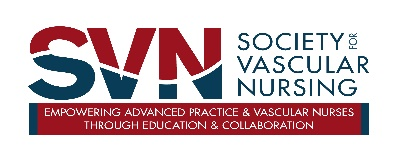 SVN
SOCIETY FOR
VASCULAR
NURSING
EMPOWERING ADVANCED PRACTICE & VASCULAR NURSES
THROUGH EDUCATION & COLLABORATION